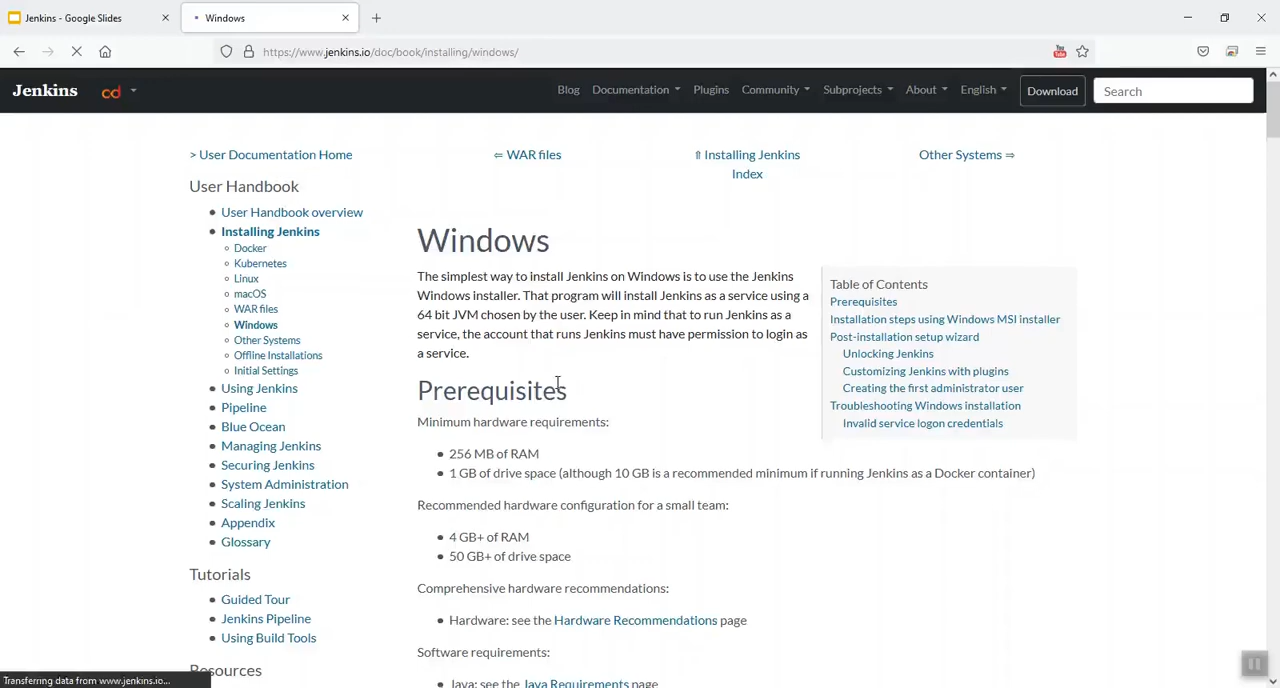 Jenkins - Google Slides
Windows
https://www.jenkins.io/doc/book/installing/windows/
Jenkins
cd
Blog
Documentation
Plugins
Community
Subprojects
About
English
Download
Search
> User Documentation Home
⇐ WAR files
⇑ Installing Jenkins
Index
Other Systems ⇒
User Handbook
User Handbook overview
Installing Jenkins
Docker
Kubernetes
Linux
macOS
WAR files
Windows
Other Systems
Offline Installations
Initial Settings
Using Jenkins
Pipeline
Blue Ocean
Managing Jenkins
Securing Jenkins
System Administration
Scaling Jenkins
Appendix
Glossary
Tutorials
Guided Tour
Jenkins Pipeline
Using Build Tools
Resources
Windows
The simplest way to install Jenkins on Windows is to use the Jenkins
Windows installer. That program will install Jenkins as a service using a
64 bit JVM chosen by the user. Keep in mind that to run Jenkins as a
service, the account that runs Jenkins must have permission to login as
a service.
Table of Contents
Prerequisites
Installation steps using Windows MSI installer
Post-installation setup wizard
Unlocking Jenkins
Customizing Jenkins with plugins
Creating the first administrator user
Troubleshooting Windows installation
Invalid service logon credentials
Prerequisites
Minimum hardware requirements:
256 MB of RAM
1 GB of drive space (although 10 GB is a recommended minimum if running Jenkins as a Docker container)
Recommended hardware configuration for a small team:
4 GB+ of RAM
50 GB+ of drive space
Comprehensive hardware recommendations:
Hardware: see the Hardware Recommendations page
Software requirements:
Java: see the Java Requirements page
Transferring data from www.jenkins.io...